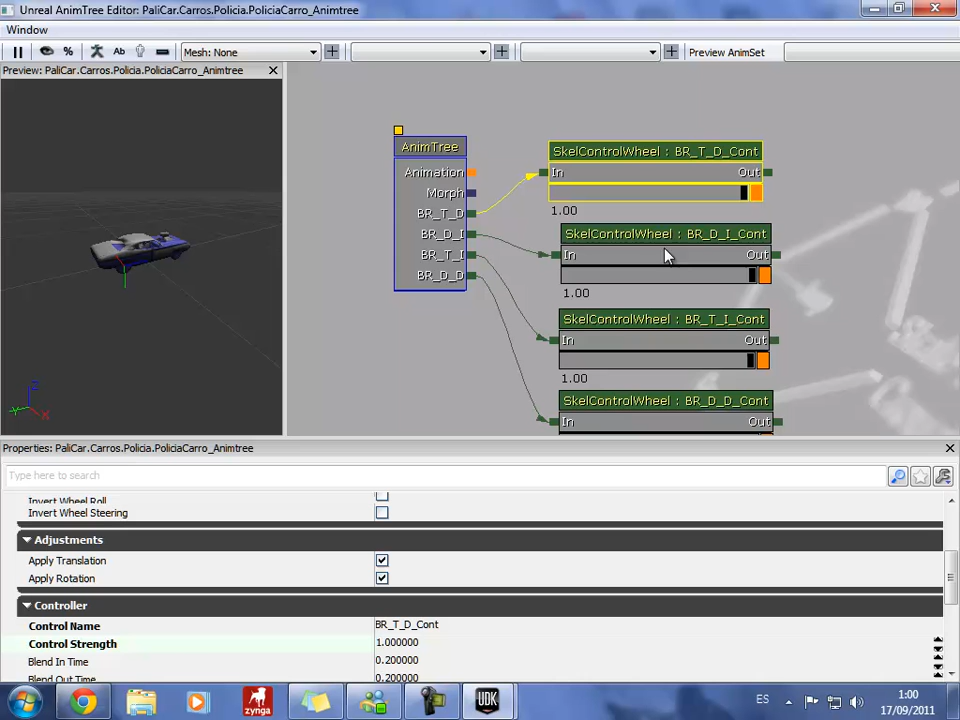 Unreal AnimTree Editor: PaliCar.Carros.Policia.PoliciaCarro_Animtree
Window
Ab
Mesh: None
Preview AnimSet
Preview: PaliCar.Carros.Policia.PoliciaCarro_Animtree
AnimTree
Animation
Morph
BR_T_D
BR_D_I
BR_T_I
BR_D_D
SkelControlWheel : BR_T_D_Cont
In Out
1.00
SkelControlWheel : BR_D_I_Cont
In Out
1.00
SkelControlWheel : BR_T_I_Cont
In Out
1.00
SkelControlWheel : BR_D_D_Cont
In Out
Z
Y
X
Properties: PaliCar.Carros.Policia.PoliciaCarro_Animtree
Type here to search
Invert Wheel Roll
Invert Wheel Steering
Adjustments
Apply Translation
Apply Rotation
Controller
Control Name BR_T_D_Cont
Control Strength 1.000000
Blend In Time 0.200000
Blend Out Time 0.200000
zynga
UDK
ES
1:00
17/09/2011